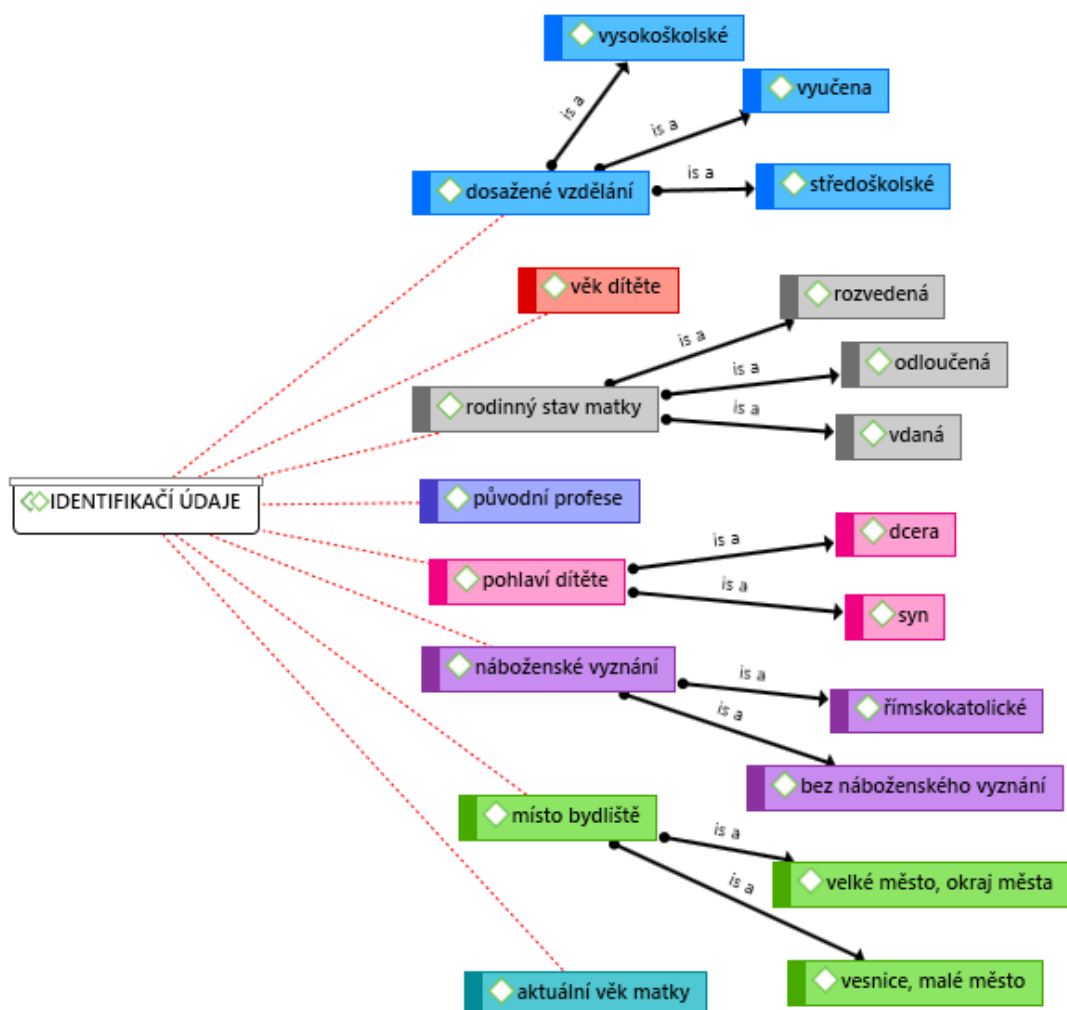 vysokoškolské
is a
vyučena
is a
dosažené vzdělání
is a
středoškolské
věk dítěte
rozvedená
is a
odloučená
is a
rodinný stav matky
is a
vdaná
IDENTIFIKAČÍ ÚDAJE
původní profese
dcera
is a
pohlaví dítěte
is a
syn
náboženské vyznání
is a
římskokatolické
is a
bez náboženského vyznání
místo bydliště
is a
velké město, okraj města
is a
vesnice, malé město
aktuální věk matky